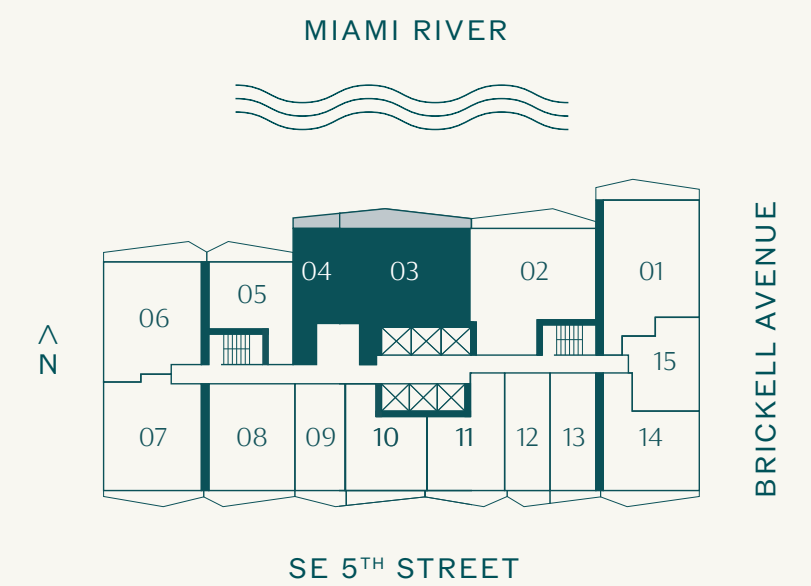 MIAMI RIVER
04 03 02 01
05
06
15
07 08 09 10 11 12 13 14
N
BRICKELL AVENUE
SE 5TH STREET